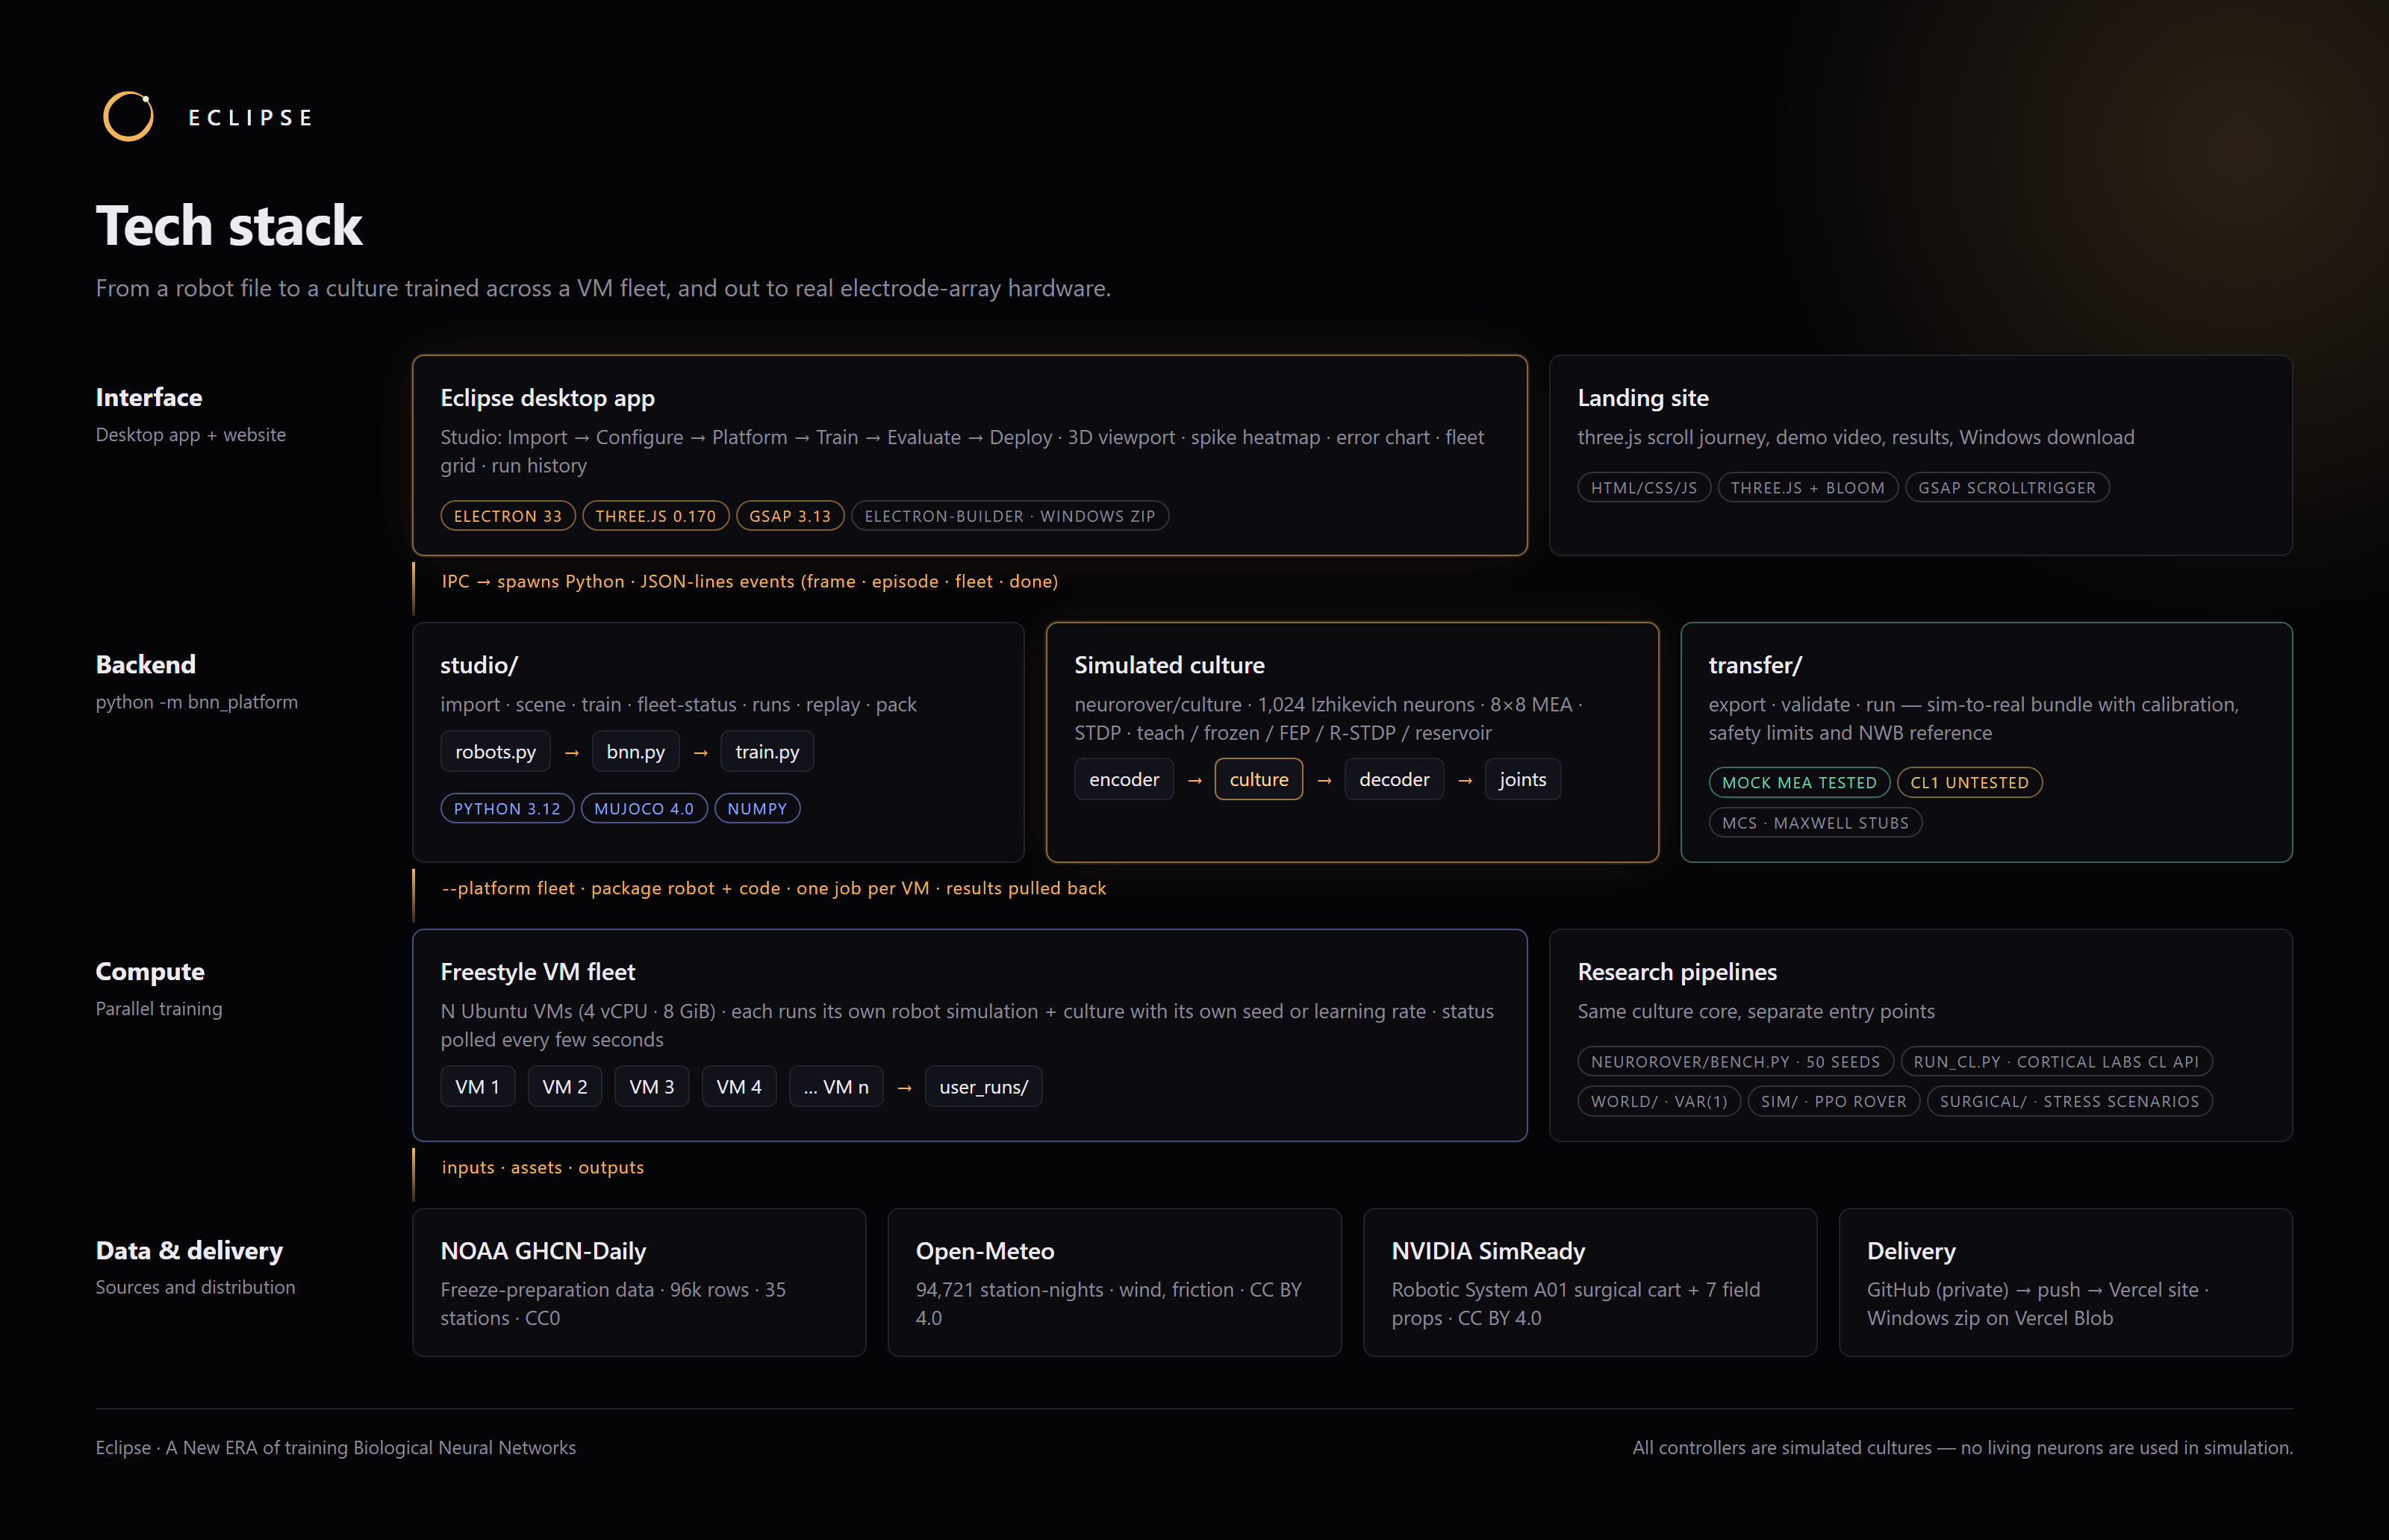 ECLIPSE
Tech stack
From a robot file to a culture trained across a VM fleet, and out to real electrode-array hardware.
Interface
Desktop app + website
Eclipse desktop app
Studio: Import → Configure → Platform → Train → Evaluate → Deploy · 3D viewport · spike heatmap · error chart · fleet
grid · run history
ELECTRON 33 THREE.JS 0.170 GSAP 3.13 ELECTRON-BUILDER · WINDOWS ZIP
Landing site
three.js scroll journey, demo video, results, Windows download
HTML/CSS/JS THREE.JS + BLOOM GSAP SCROLLTRIGGER
IPC → spawns Python · JSON-lines events (frame · episode · fleet · done)
Backend
python -m bnn_platform
studio/
import · scene · train · fleet-status · runs · replay · pack
robots.py → bnn.py → train.py
PYTHON 3.12 MUJOCO 4.0 NUMPY
Simulated culture
neurorover/culture · 1,024 Izhikevich neurons · 8×8 MEA ·
STDP · teach / frozen / FEP / R-STDP / reservoir
encoder → culture → decoder → joints
transfer/
export · validate · run — sim-to-real bundle with calibration,
safety limits and NWB reference
MOCK MEA TESTED CL1 UNTESTED
MCS · MAXWELL STUBS
--platform fleet · package robot + code · one job per VM · results pulled back
Compute
Parallel training
Freestyle VM fleet
N Ubuntu VMs (4 vCPU · 8 GiB) · each runs its own robot simulation + culture with its own seed or learning rate · status
polled every few seconds
VM 1 VM 2 VM 3 VM 4 ... VM n → user_runs/
Research pipelines
Same culture core, separate entry points
NEUROROVER/BENCH.PY · 50 SEEDS RUN_CL.PY · CORTICAL LABS CL API
WORLD/ · VAR(1) SIM/ · PPO ROVER SURGICAL/ · STRESS SCENARIOS
inputs · assets · outputs
Data & delivery
Sources and distribution
NOAA GHCN-Daily
Freeze-preparation data · 96k rows · 35
stations · CC0
Open-Meteo
94,721 station-nights · wind, friction · CC BY
4.0
NVIDIA SimReady
Robotic System A01 surgical cart + 7 field
props · CC BY 4.0
Delivery
GitHub (private) → push → Vercel site ·
Windows zip on Vercel Blob
Eclipse · A New ERA of training Biological Neural Networks
All controllers are simulated cultures — no living neurons are used in simulation.